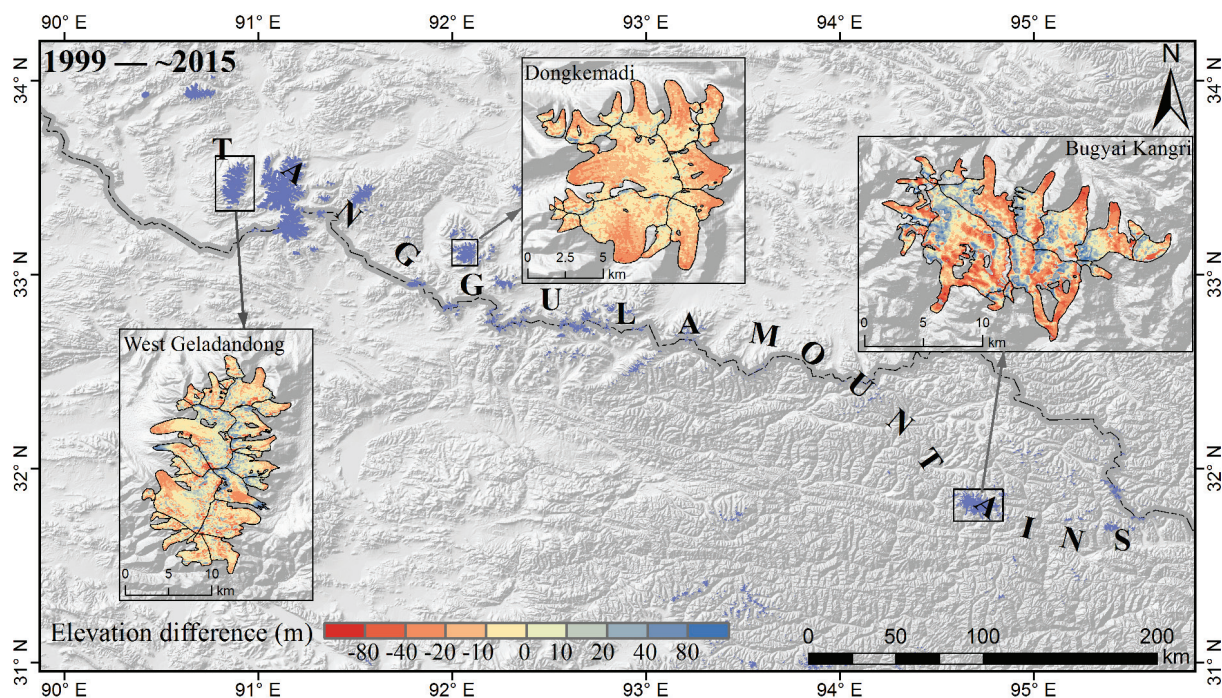 90° E 91° E 92° E 93° E 94° E 95° E
1999 — ~2015
N
34° N 34° N
Dongkemadi
0 2.5 5
km
Bugyai Kangri
0 5 10
km
TANGGULA MOUNTAINS
33° N 33° N
West Geladandong
0 5 10
km
32° N 32° N
Elevation difference (m)
-80 -40 -20 -10 0 10 20 40 80
0 50 100 200
km
31° N 31° N
90° E 91° E 92° E 93° E 94° E 95° E